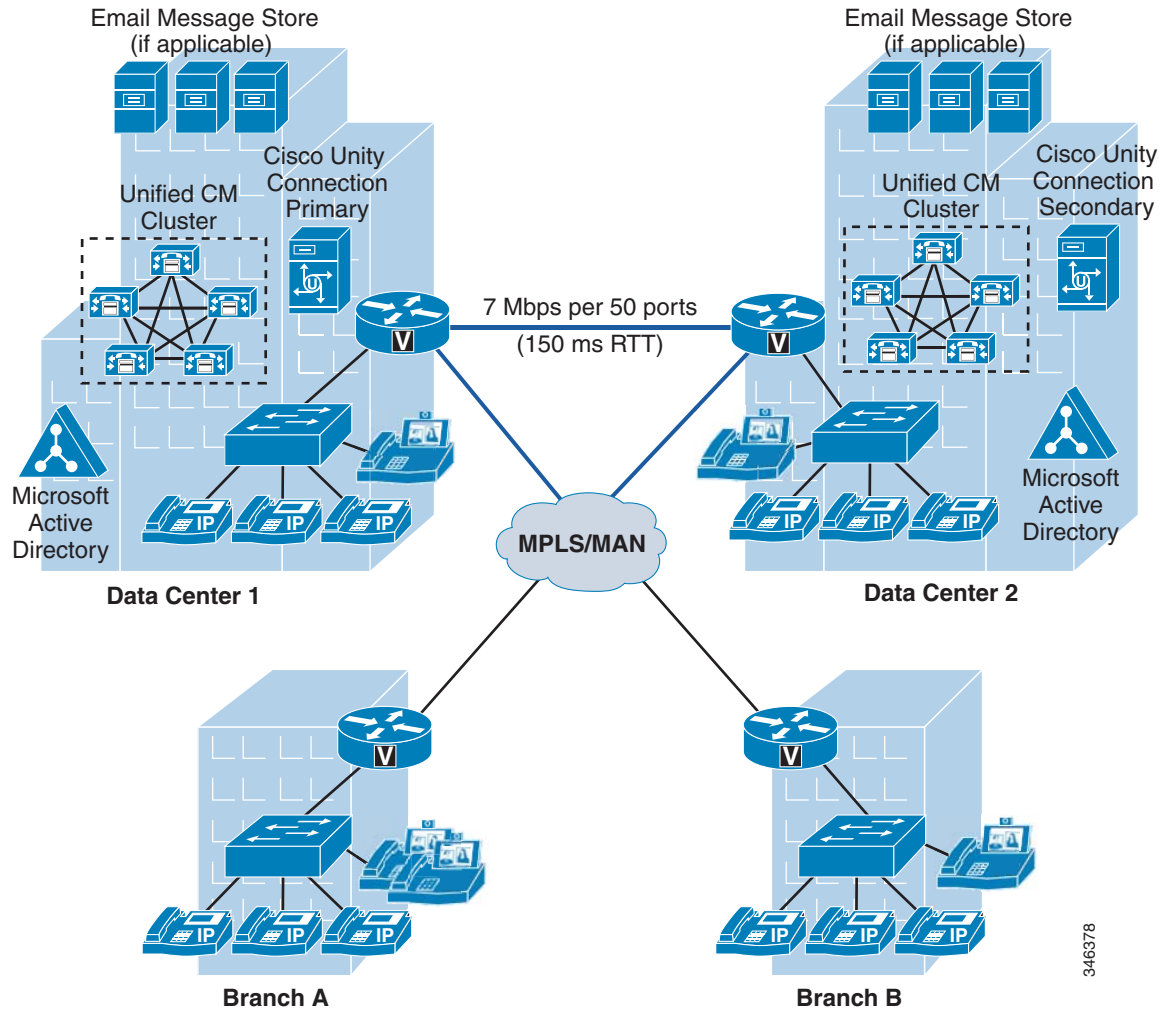 Email Message Store
(if applicable)
Email Message Store
(if applicable)
Cisco Unity
Connection
Primary
Unified CM
Cluster
U
7 Mbps per 50 ports
(150 ms RTT)
V
V
Unified CM
Cluster
Cisco Unity
Connection
Secondary
U
Microsoft
Active
Directory
IP
IP
IP
Data Center 1
MPLS/MAN
IP
IP
IP
Microsoft
Active
Directory
Data Center 2
V
IP
IP
IP
Branch A
V
IP
IP
IP
Branch B
346378